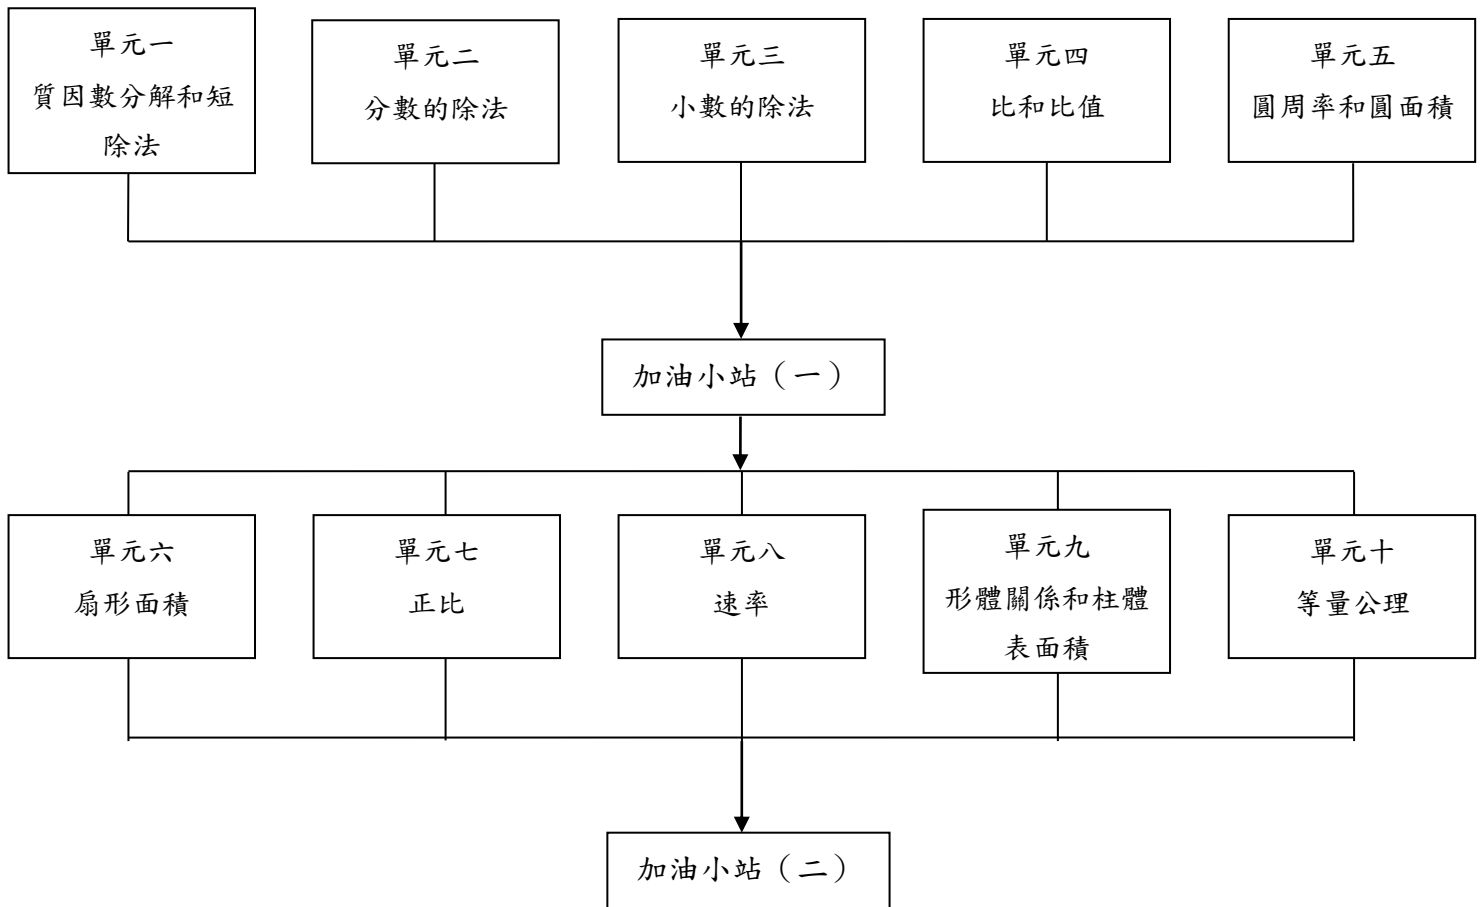 單元一
質因數分解和短
除法
單元二
分數的除法
單元三
小數的除法
單元四
比和比值
單元五
圓周率和圓面積
加油小站（一）
單元六
扇形面積
單元七
正比
單元八
速率
單元九
形體關係和柱體
表面積
單元十
等量公理
加油小站（二）